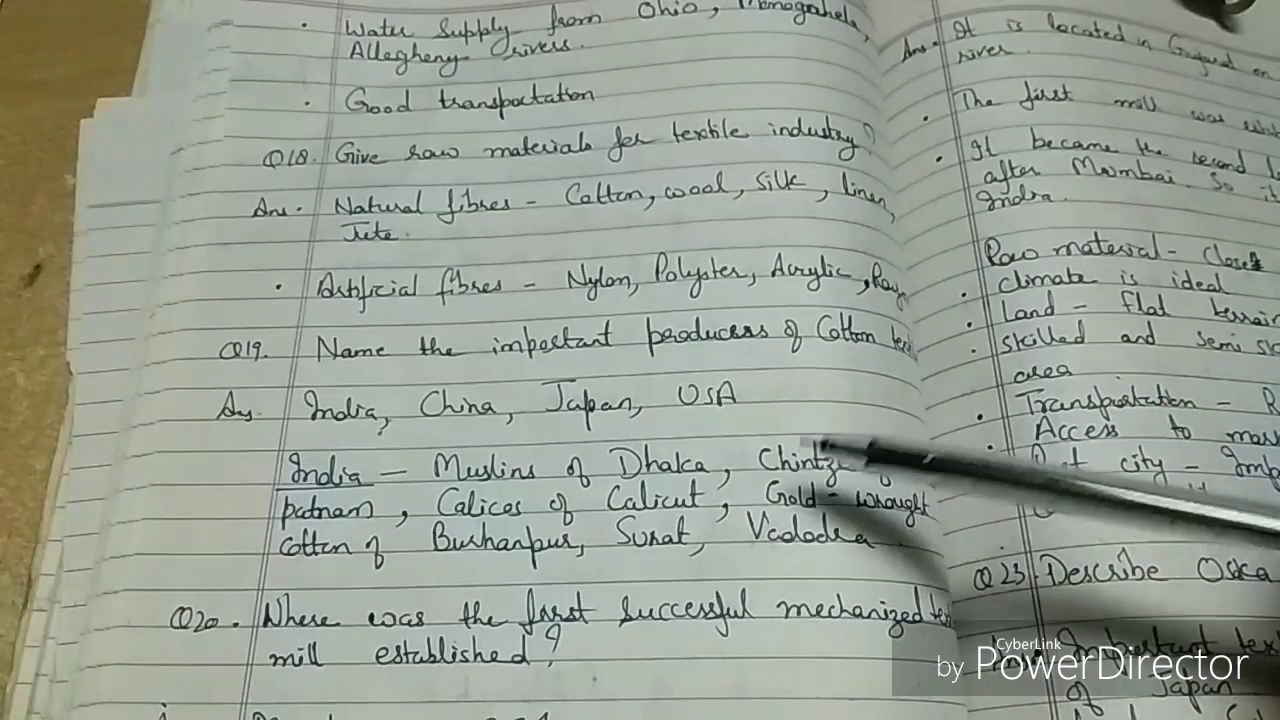 Water Supply from Ohio, Monogahela,
Allegheny rivers.
Good transportation
Q18. Give raw materials for textile industry?
Ans. Natural fibres - Cotton, wool, Silk, linen,
Jute.
Artificial fibres - Nylon, Polyster, Acrylic,
Q19. Name the important producers of Cotton
Ans. India, China, Japan, USA
India - Muslins of Dhaka, Chintz
patnam, Calicos of Calicut, Gold-wrought
cotton of Burhanpur, Surat, Vadodra
Q20. Where was the first successful mechanized
mill established?
Ans. It is located in on
river.
The first mill was
It became the second
after Mumbai. So it
India.
Raw material - Close
climate is ideal
Land - flat terrain
skilled and semi
area
Transportation -
Access to
city -
Q23 Describe
Important
of Japan
CyberLink
by PowerDirector